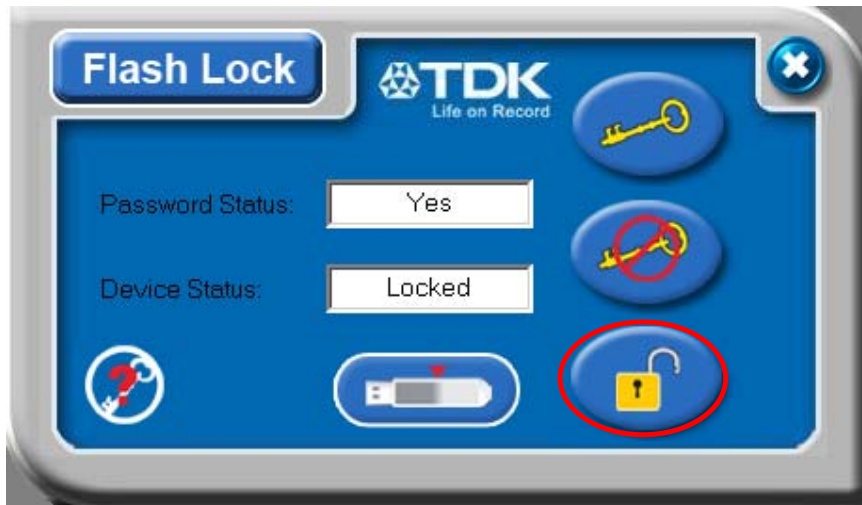 Flash Lock
TDK
Life on Record
Password Status: Yes
Device Status: Locked
?